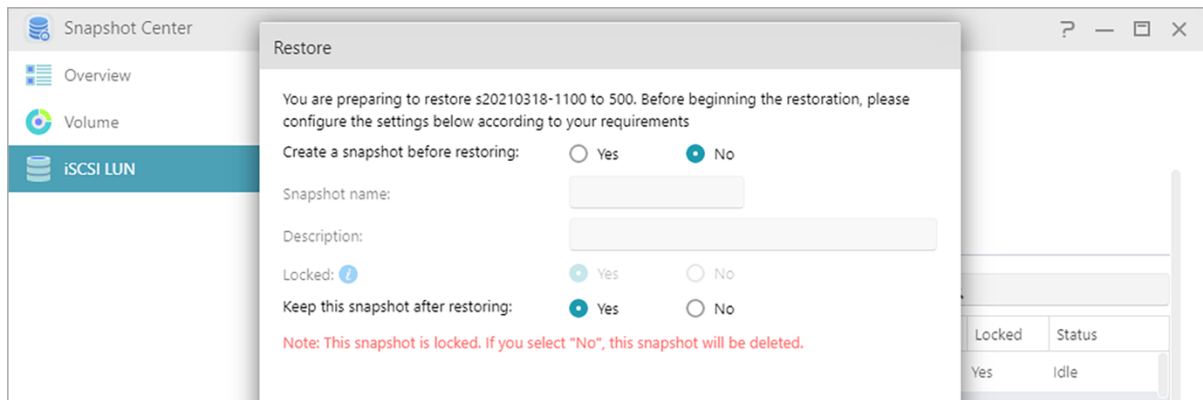 Snapshot Center
Overview
Volume
iSCSI LUN
Restore
You are preparing to restore s20210318-1100 to 500. Before beginning the restoration, please
configure the settings below according to your requirements
Create a snapshot before restoring: Yes No
Snapshot name:
Description:
Locked: Yes No
Keep this snapshot after restoring: Yes No
Note: This snapshot is locked. If you select "No", this snapshot will be deleted.
Locked Status
Yes Idle